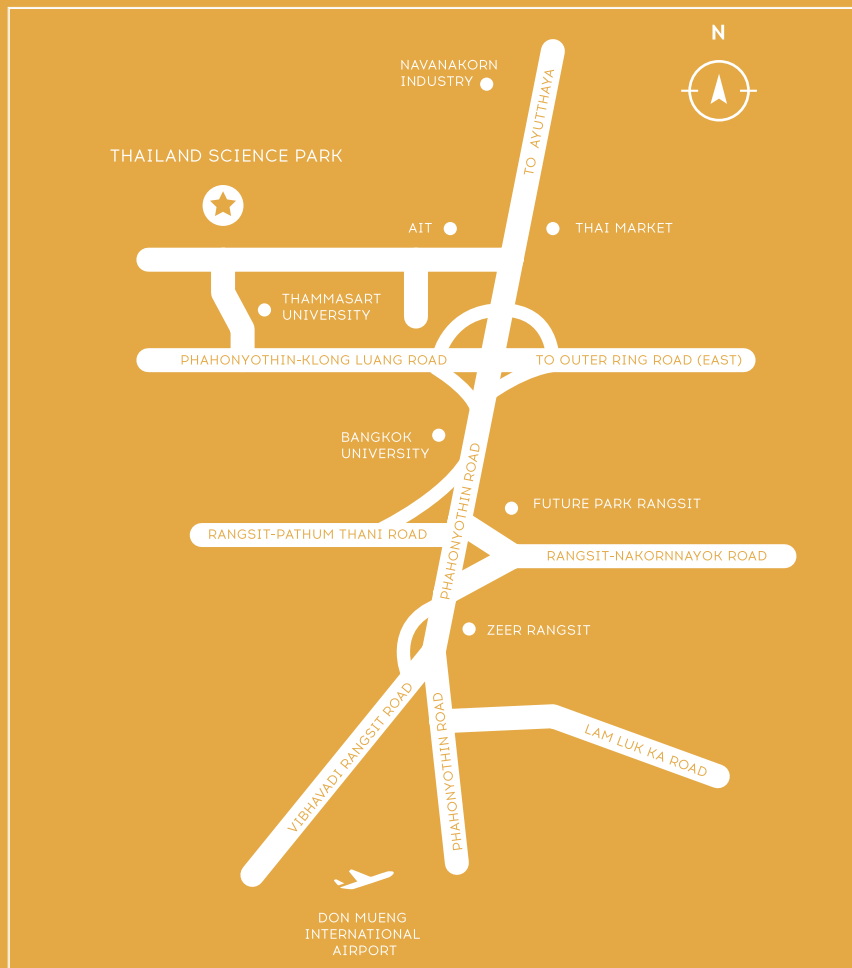 N
NAVANAKORN
INDUSTRY
TO AYUTTHAYA
THAILAND SCIENCE PARK
AIT
THAI MARKET
THAMMASART
UNIVERSITY
PHAHONYOTHIN-KLONG LUANG ROAD
TO OUTER RING ROAD (EAST)
BANGKOK
UNIVERSITY
PHAHONYOTHIN ROAD
FUTURE PARK RANGSIT
RANGSIT-PATHUM THANI ROAD
RANGSIT-NAKORNNAYOK ROAD
ZEER RANGSIT
VIBHAVADI RANGSIT ROAD
PHAHONYOTHIN ROAD
LAM LUK KA ROAD
DON MUENG
INTERNATIONAL
AIRPORT